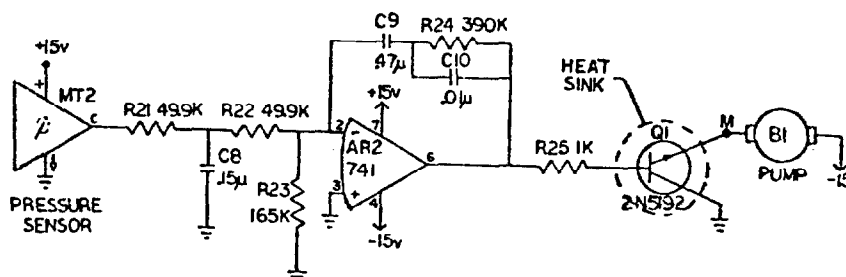 +15v
MT2
μ
C
PRESSURE
SENSOR
R21 49.9K
R22 49.9K
C8
.15μ
R23
165K
C9
.47μ
R24 390K
C10
.01μ
+15v
2
-
7
AR2
741
6
3
+
4
-15v
R25 1K
HEAT
SINK
Q1
2N5192
M
B1
PUMP
-15